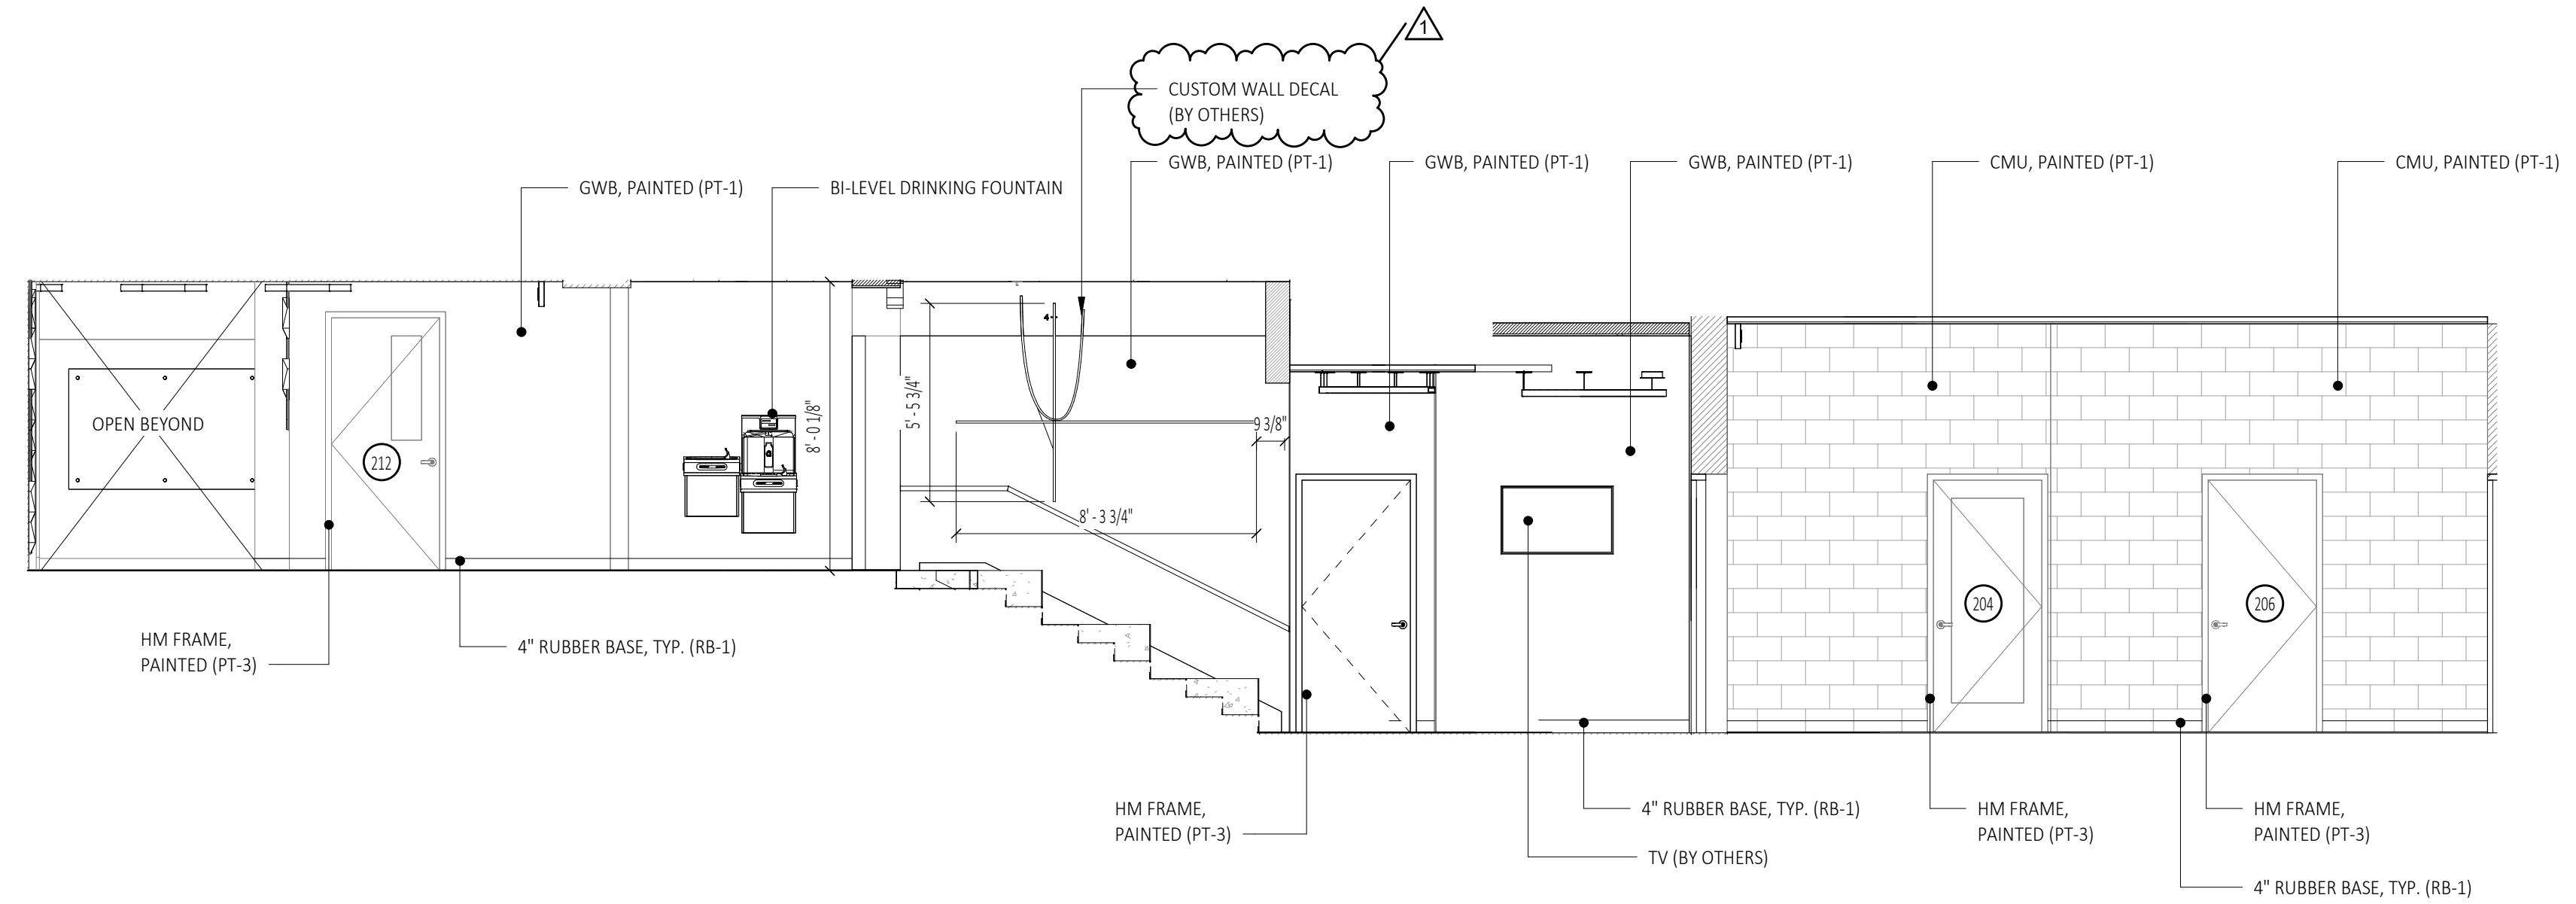 1
CUSTOM WALL DECAL
(BY OTHERS)
GWB, PAINTED (PT-1)
GWB, PAINTED (PT-1)
GWB, PAINTED (PT-1)
CMU, PAINTED (PT-1)
CMU, PAINTED (PT-1)
GWB, PAINTED (PT-1)
BI-LEVEL DRINKING FOUNTAIN
4"
5' - 5 3/4"
8' - 0 1/8"
9 3/8"
OPEN BEYOND
212
8' - 3 3/4"
204
206
HM FRAME,
PAINTED (PT-3)
4" RUBBER BASE, TYP. (RB-1)
HM FRAME,
PAINTED (PT-3)
4" RUBBER BASE, TYP. (RB-1)
HM FRAME,
PAINTED (PT-3)
HM FRAME,
PAINTED (PT-3)
TV (BY OTHERS)
4" RUBBER BASE, TYP. (RB-1)